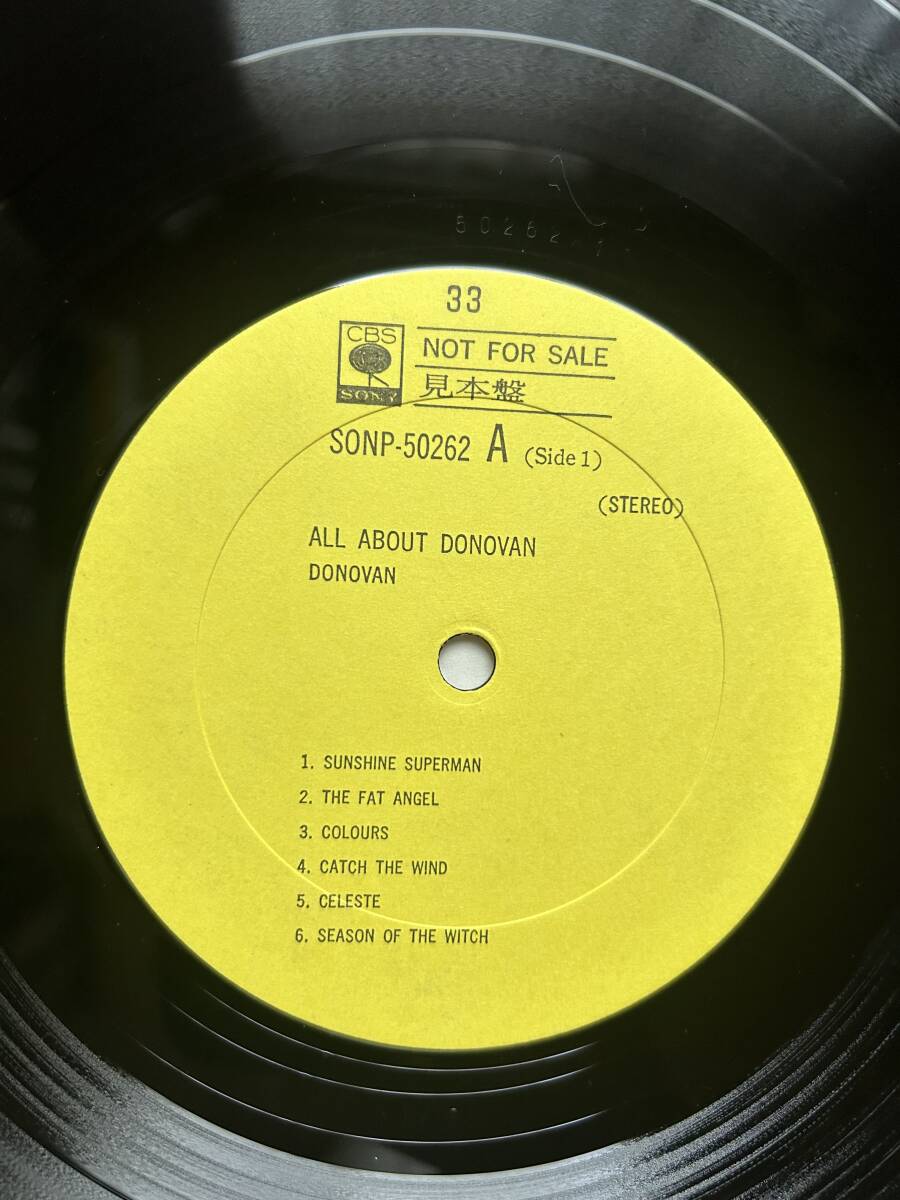 50262
33
CBS
SONY
NOT FOR SALE
見本盤
SONP-50262 A (Side 1)
(STEREO)
ALL ABOUT DONOVAN
DONOVAN
1. SUNSHINE SUPERMAN
2. THE FAT ANGEL
3. COLOURS
4. CATCH THE WIND
5. CELESTE
6. SEASON OF THE WITCH